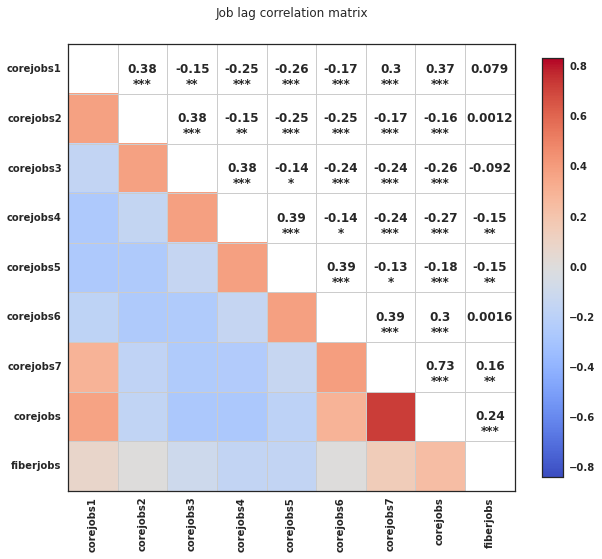 Job lag correlation matrix
corejobs1 0.38 -0.15 -0.25 -0.26 -0.17 0.3 0.37 0.079
*** ** *** *** *** *** ***
corejobs2 0.38 -0.15 -0.25 -0.25 -0.17 -0.16 0.0012
*** ** *** *** *** ***
corejobs3 0.38 -0.14 -0.24 -0.24 -0.26 -0.092
*** * *** *** ***
corejobs4 0.39 -0.14 -0.24 -0.27 -0.15
*** * *** *** **
corejobs5 0.39 -0.13 -0.18 -0.15
*** * *** **
corejobs6 0.39 0.3 0.0016
*** ***
corejobs7 0.73 0.16
*** **
corejobs 0.24
***
fiberjobs
corejobs1 corejobs2 corejobs3 corejobs4 corejobs5 corejobs6 corejobs7 corejobs fiberjobs
0.8
0.6
0.4
0.2
0.0
−0.2
−0.4
−0.6
−0.8